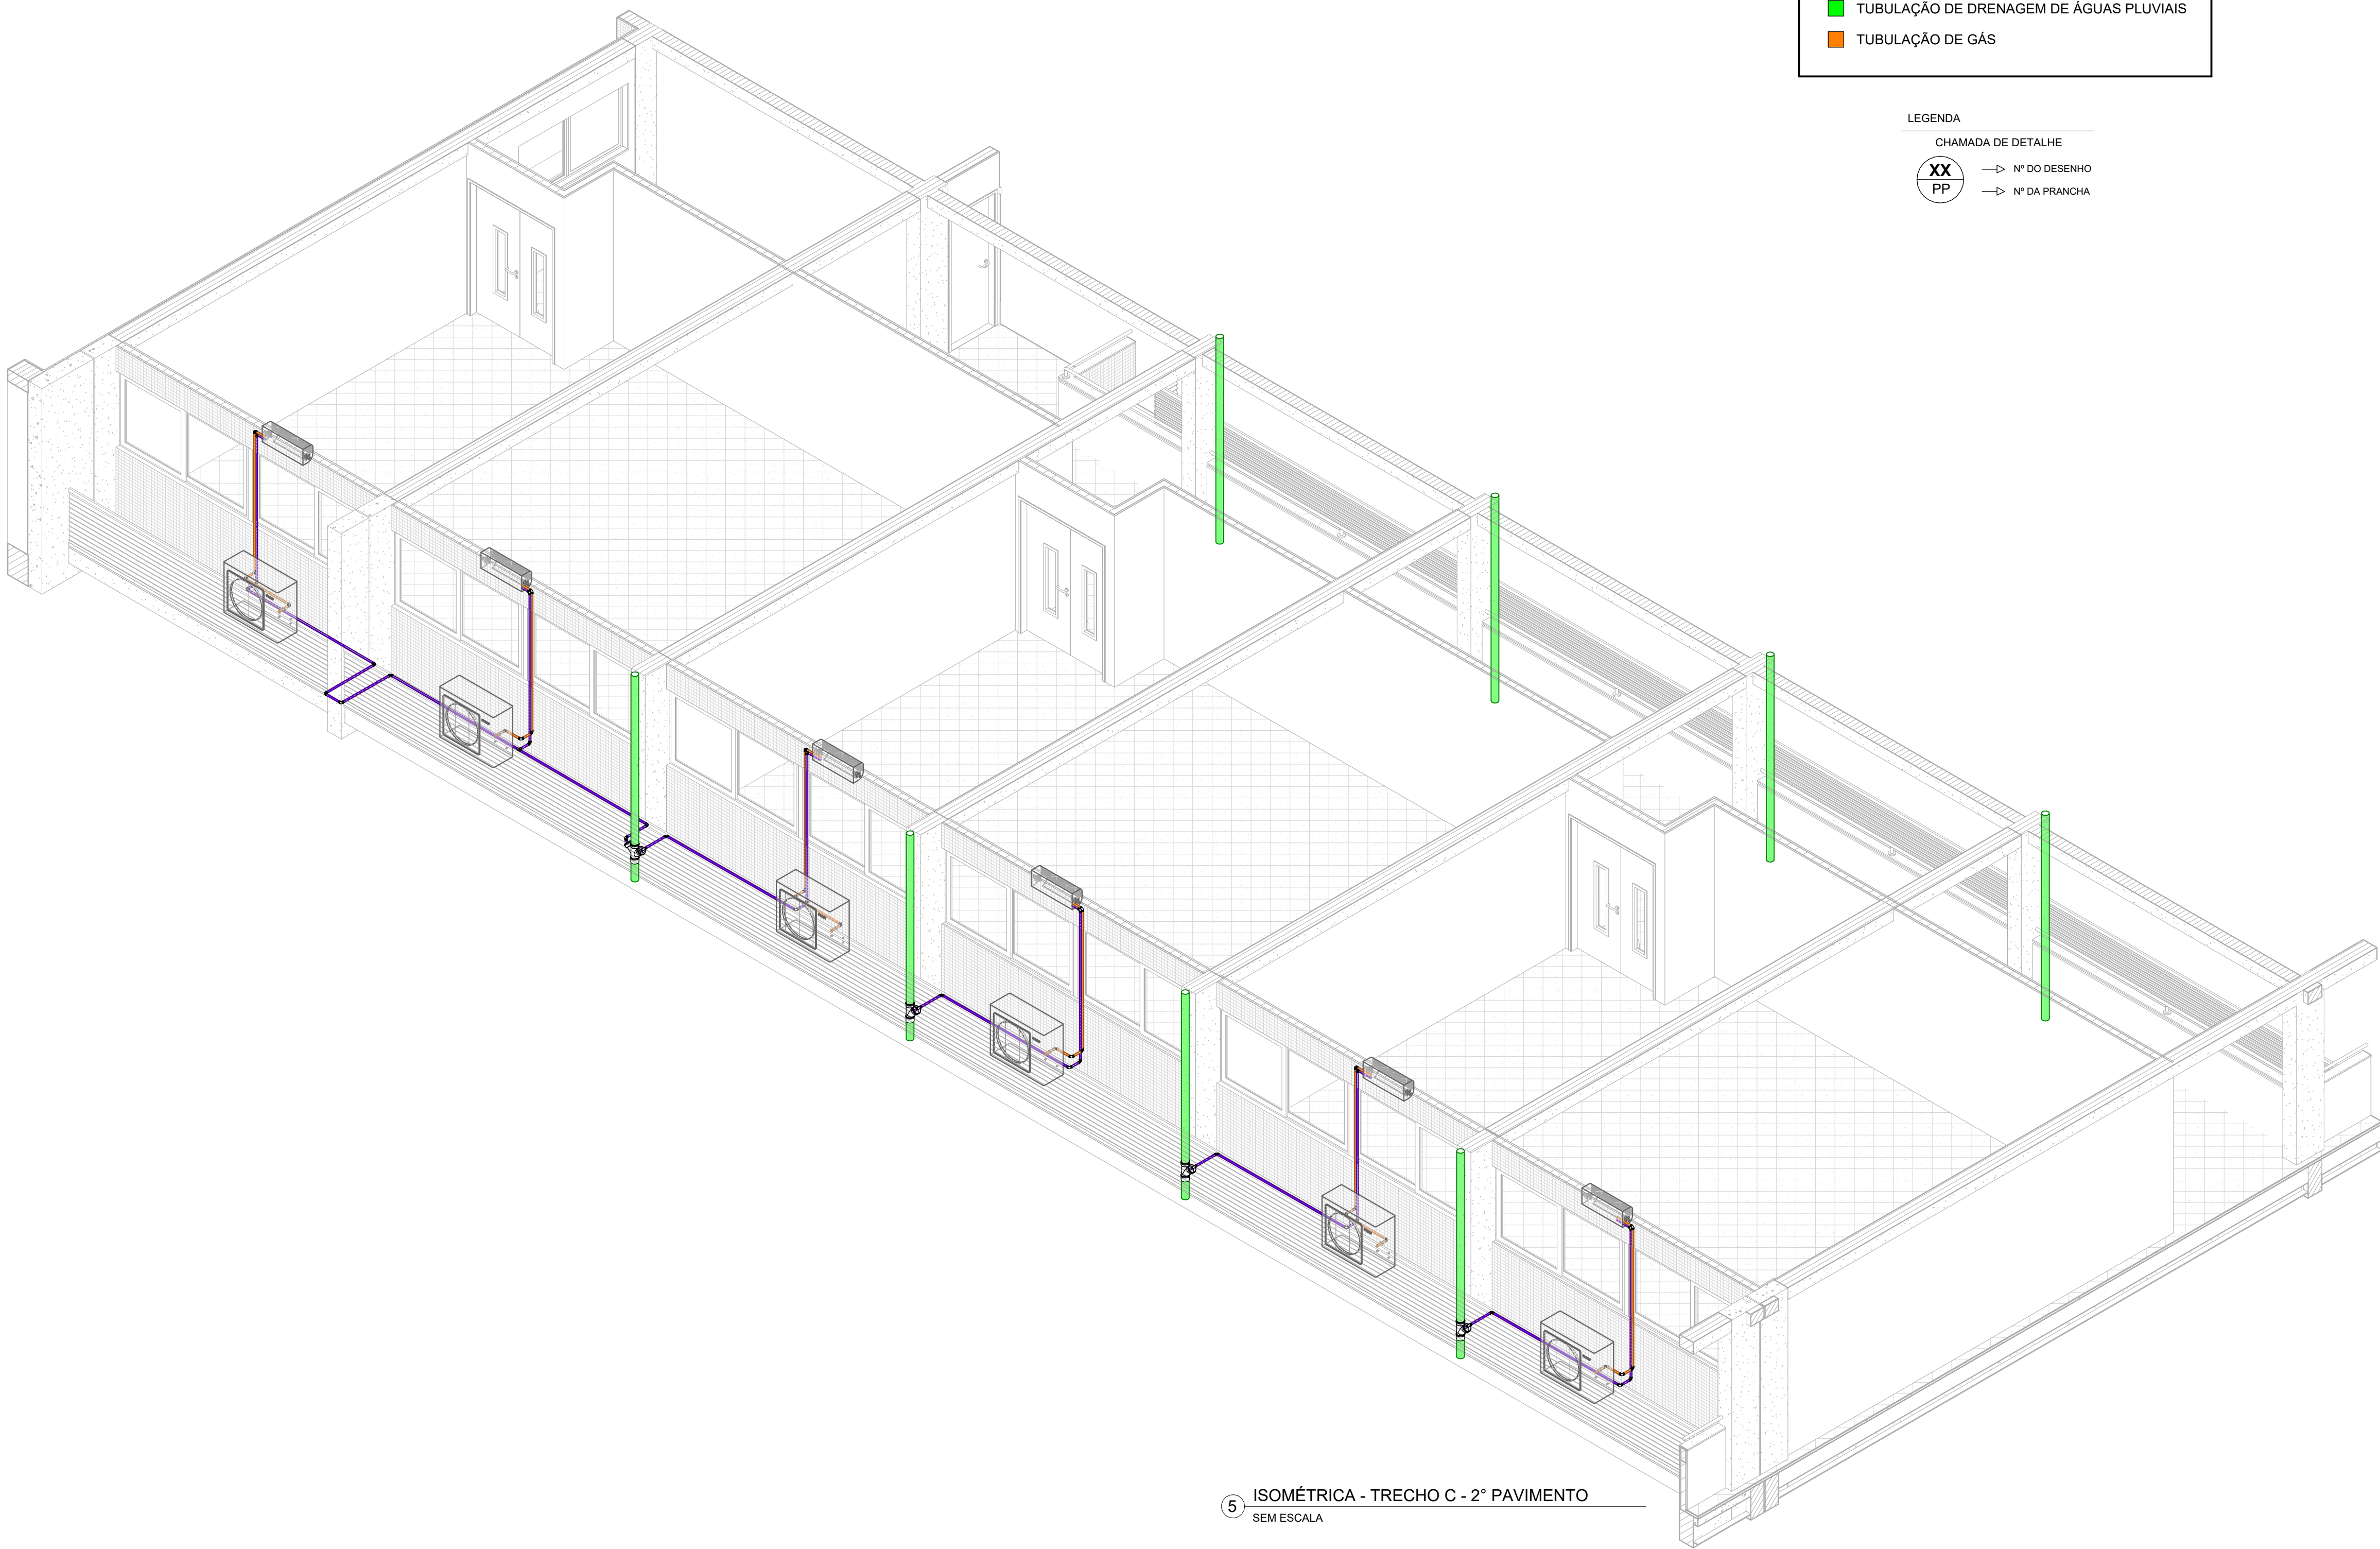 TUBULAÇÃO DE DRENAGEM DE ÁGUAS PLUVIAIS
TUBULAÇÃO DE GÁS
LEGENDA
CHAMADA DE DETALHE
XX
PP
Nº DO DESENHO
Nº DA PRANCHA
5
ISOMÉTRICA - TRECHO C - 2° PAVIMENTO
SEM ESCALA